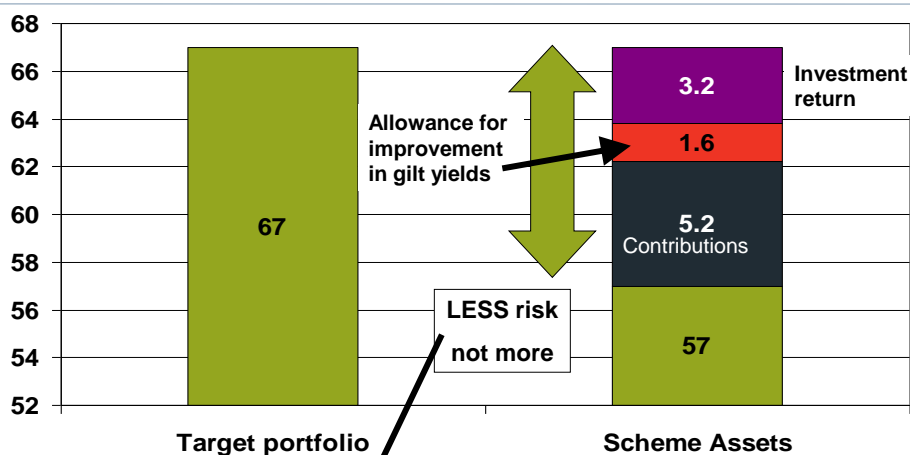 68
66
64
62
60
58
56
54
52
67
Allowance for
improvement
in gilt yields
LESS risk
not more
3.2
1.6
5.2
Contributions
57
Investment
return
Target portfolio
Scheme Assets